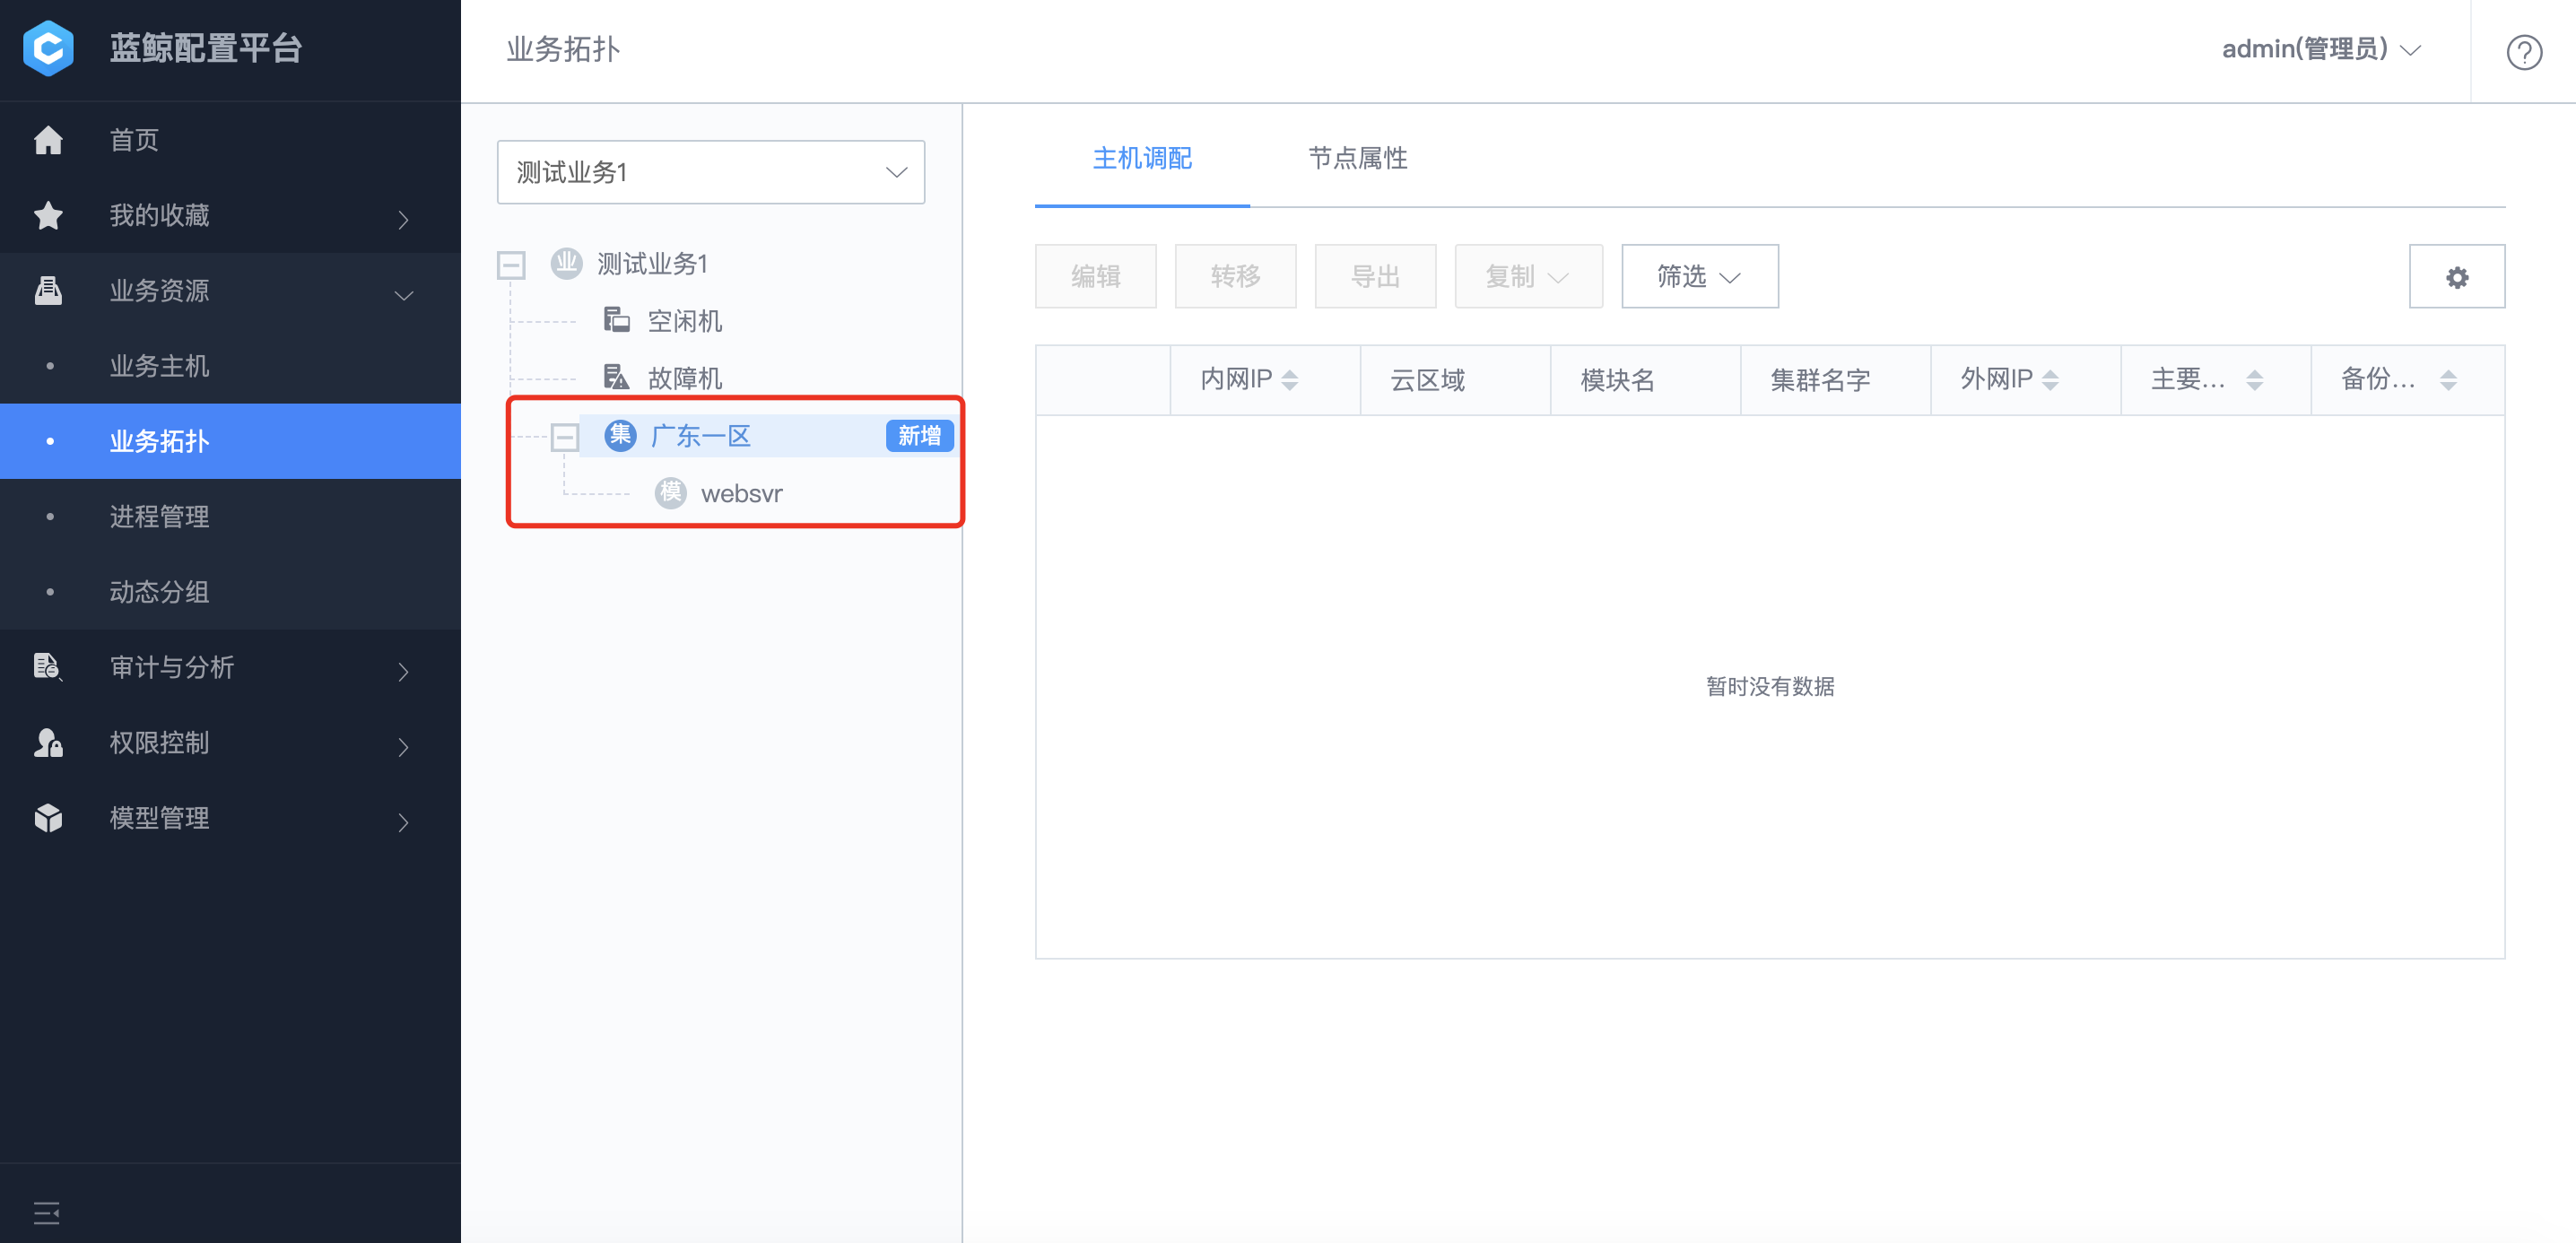 蓝鲸配置平台
首页
我的收藏
业务资源
业务主机
业务拓扑
进程管理
动态分组
审计与分析
权限控制
模型管理
业务拓扑
admin(管理员)
测试业务1
业 测试业务1
空闲机
故障机
集 广东一区 新增
模 websvr
主机调配 节点属性
编辑 转移 导出 复制 筛选
内网IP 云区域 模块名 集群名字 外网IP 主要... 备份...
暂时没有数据